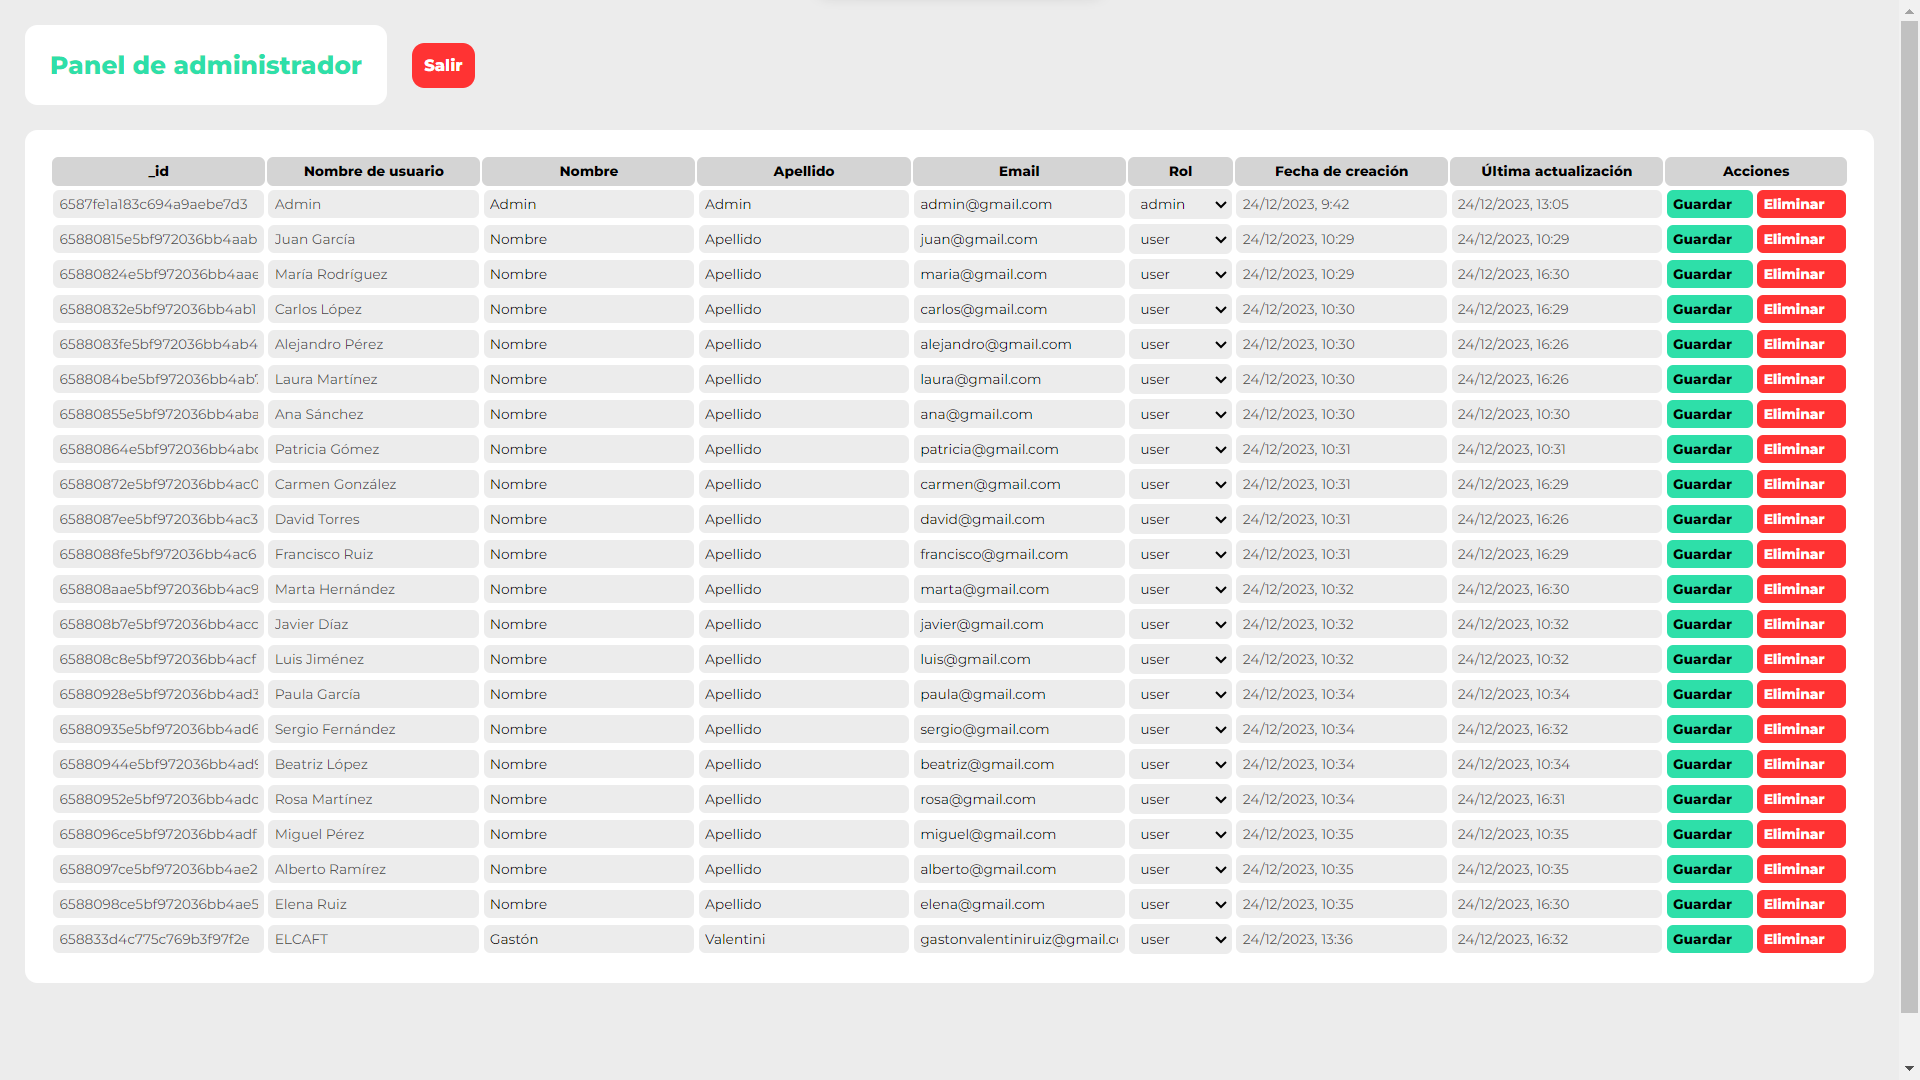 Panel de administrador Salir
_id Nombre de usuario Nombre Apellido Email Rol Fecha de creación Última actualización Acciones
6587fe1a183c694a9aebe7d3 Admin Admin Admin admin@gmail.com admin 24/12/2023, 9:42 24/12/2023, 13:05 Guardar Eliminar
65880815e5bf972036bb4aab Juan García Nombre Apellido juan@gmail.com user 24/12/2023, 10:29 24/12/2023, 10:29 Guardar Eliminar
65880824e5bf972036bb4aae María Rodríguez Nombre Apellido maria@gmail.com user 24/12/2023, 10:29 24/12/2023, 16:30 Guardar Eliminar
65880832e5bf972036bb4ab1 Carlos López Nombre Apellido carlos@gmail.com user 24/12/2023, 10:30 24/12/2023, 16:29 Guardar Eliminar
6588083fe5bf972036bb4ab4 Alejandro Pérez Nombre Apellido alejandro@gmail.com user 24/12/2023, 10:30 24/12/2023, 16:26 Guardar Eliminar
6588084be5bf972036bb4ab7 Laura Martínez Nombre Apellido laura@gmail.com user 24/12/2023, 10:30 24/12/2023, 16:26 Guardar Eliminar
65880855e5bf972036bb4aba Ana Sánchez Nombre Apellido ana@gmail.com user 24/12/2023, 10:30 24/12/2023, 10:30 Guardar Eliminar
65880864e5bf972036bb4abd Patricia Gómez Nombre Apellido patricia@gmail.com user 24/12/2023, 10:31 24/12/2023, 10:31 Guardar Eliminar
65880872e5bf972036bb4ac0 Carmen González Nombre Apellido carmen@gmail.com user 24/12/2023, 10:31 24/12/2023, 16:29 Guardar Eliminar
6588087ee5bf972036bb4ac3 David Torres Nombre Apellido david@gmail.com user 24/12/2023, 10:31 24/12/2023, 16:26 Guardar Eliminar
6588088fe5bf972036bb4ac6 Francisco Ruiz Nombre Apellido francisco@gmail.com user 24/12/2023, 10:31 24/12/2023, 16:29 Guardar Eliminar
658808aae5bf972036bb4ac9 Marta Hernández Nombre Apellido marta@gmail.com user 24/12/2023, 10:32 24/12/2023, 16:30 Guardar Eliminar
658808b7e5bf972036bb4acc Javier Díaz Nombre Apellido javier@gmail.com user 24/12/2023, 10:32 24/12/2023, 10:32 Guardar Eliminar
658808c8e5bf972036bb4acf Luis Jiménez Nombre Apellido luis@gmail.com user 24/12/2023, 10:32 24/12/2023, 10:32 Guardar Eliminar
65880928e5bf972036bb4ad3 Paula García Nombre Apellido paula@gmail.com user 24/12/2023, 10:34 24/12/2023, 10:34 Guardar Eliminar
65880935e5bf972036bb4ad6 Sergio Fernández Nombre Apellido sergio@gmail.com user 24/12/2023, 10:34 24/12/2023, 16:32 Guardar Eliminar
65880944e5bf972036bb4ad9 Beatriz López Nombre Apellido beatriz@gmail.com user 24/12/2023, 10:34 24/12/2023, 10:34 Guardar Eliminar
65880952e5bf972036bb4adc Rosa Martínez Nombre Apellido rosa@gmail.com user 24/12/2023, 10:34 24/12/2023, 16:31 Guardar Eliminar
6588096ce5bf972036bb4adf Miguel Pérez Nombre Apellido miguel@gmail.com user 24/12/2023, 10:35 24/12/2023, 10:35 Guardar Eliminar
6588097ce5bf972036bb4ae2 Alberto Ramírez Nombre Apellido alberto@gmail.com user 24/12/2023, 10:35 24/12/2023, 10:35 Guardar Eliminar
6588098ce5bf972036bb4ae5 Elena Ruiz Nombre Apellido elena@gmail.com user 24/12/2023, 10:35 24/12/2023, 16:30 Guardar Eliminar
658833d4c775c769b3f97f2e ELCAFT Gastón Valentini gastonvalentiniruiz@gmail.c user 24/12/2023, 13:36 24/12/2023, 16:32 Guardar Eliminar